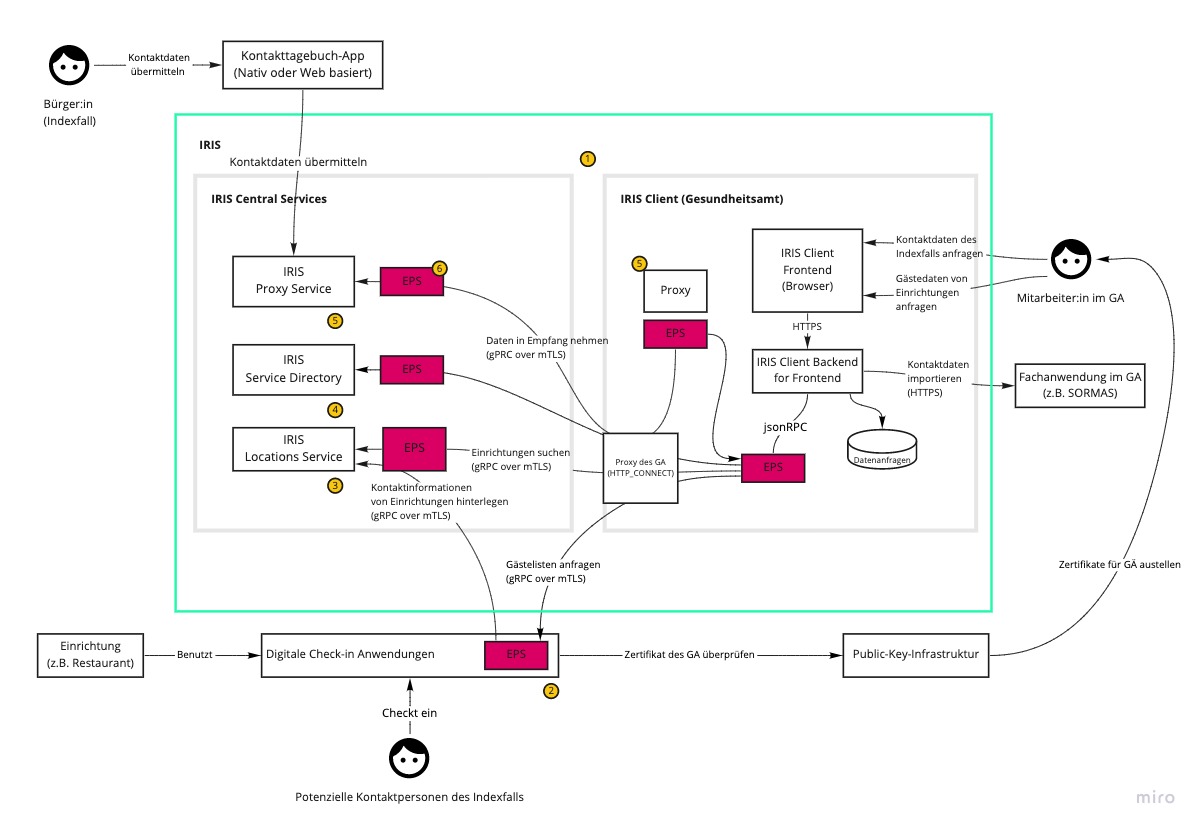 Kontaktdaten
übermitteln
Kontakttagebuch-App
(Nativ oder Web basiert)
Bürger:in
(Indexfall)
IRIS
Kontaktdaten übermitteln
1
IRIS Central Services
IRIS Client (Gesundheitsamt)
IRIS
Proxy Service
EPS
6
5
IRIS
Service Directory
EPS
4
IRIS
Locations Service
EPS
3
Daten in Empfang nehmen
(gPRC over mTLS)
Einrichtungen suchen
(gRPC over mTLS)
Kontaktinformationen
von Einrichtungen hinterlegen
(gRPC over mTLS)
5
Proxy
EPS
IRIS Client
Frontend
(Browser)
HTTPS
IRIS Client Backend
for Frontend
jsonRPC
Datenanfragen
Proxy des GA
(HTTP_CONNECT)
EPS
Kontaktdaten des
Indexfalls anfragen
Gästedaten von
Einrichtungen
anfragen
Mitarbeiter:in im GA
Kontaktdaten
importieren
(HTTPS)
Fachanwendung im GA
(z.B. SORMAS)
Gästelisten anfragen
(gRPC over mTLS)
Zertifikate für GÄ austellen
Einrichtung
(z.B. Restaurant)
Benutzt
Digitale Check-in Anwendungen
EPS
2
Zertifikat des GA überprüfen
Public-Key-Infrastruktur
Checkt ein
Potenzielle Kontaktpersonen des Indexfalls
miro